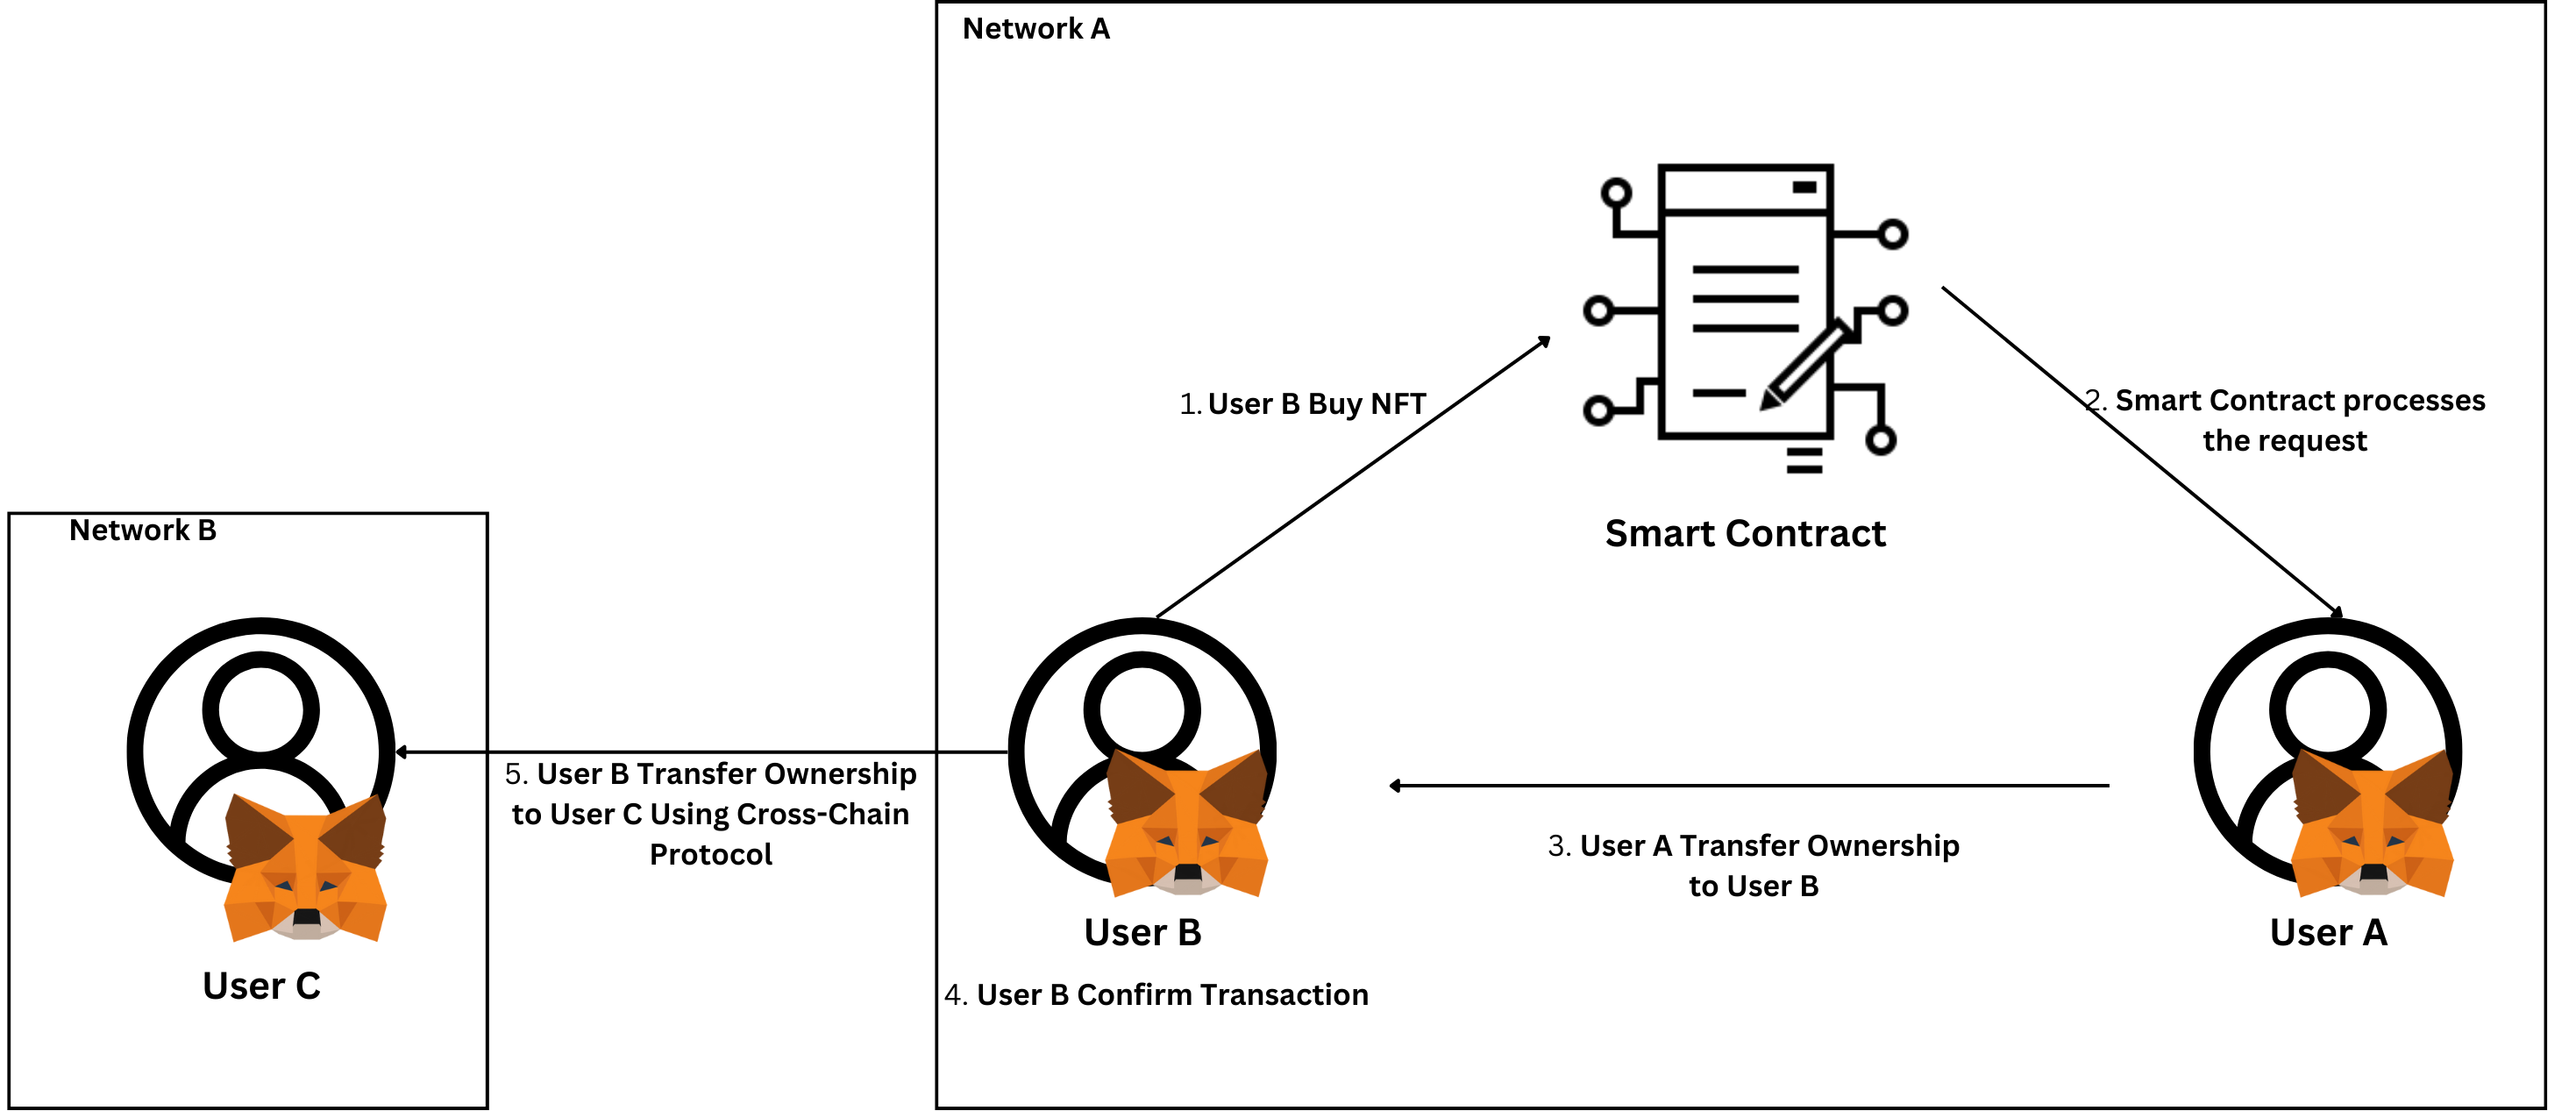 Network A
1. User B Buy NFT
2. Smart Contract processes
the request
Smart Contract
Network B
5. User B Transfer Ownership
to User C Using Cross-Chain
Protocol
3. User A Transfer Ownership
to User B
User B
User A
User C
4. User B Confirm Transaction